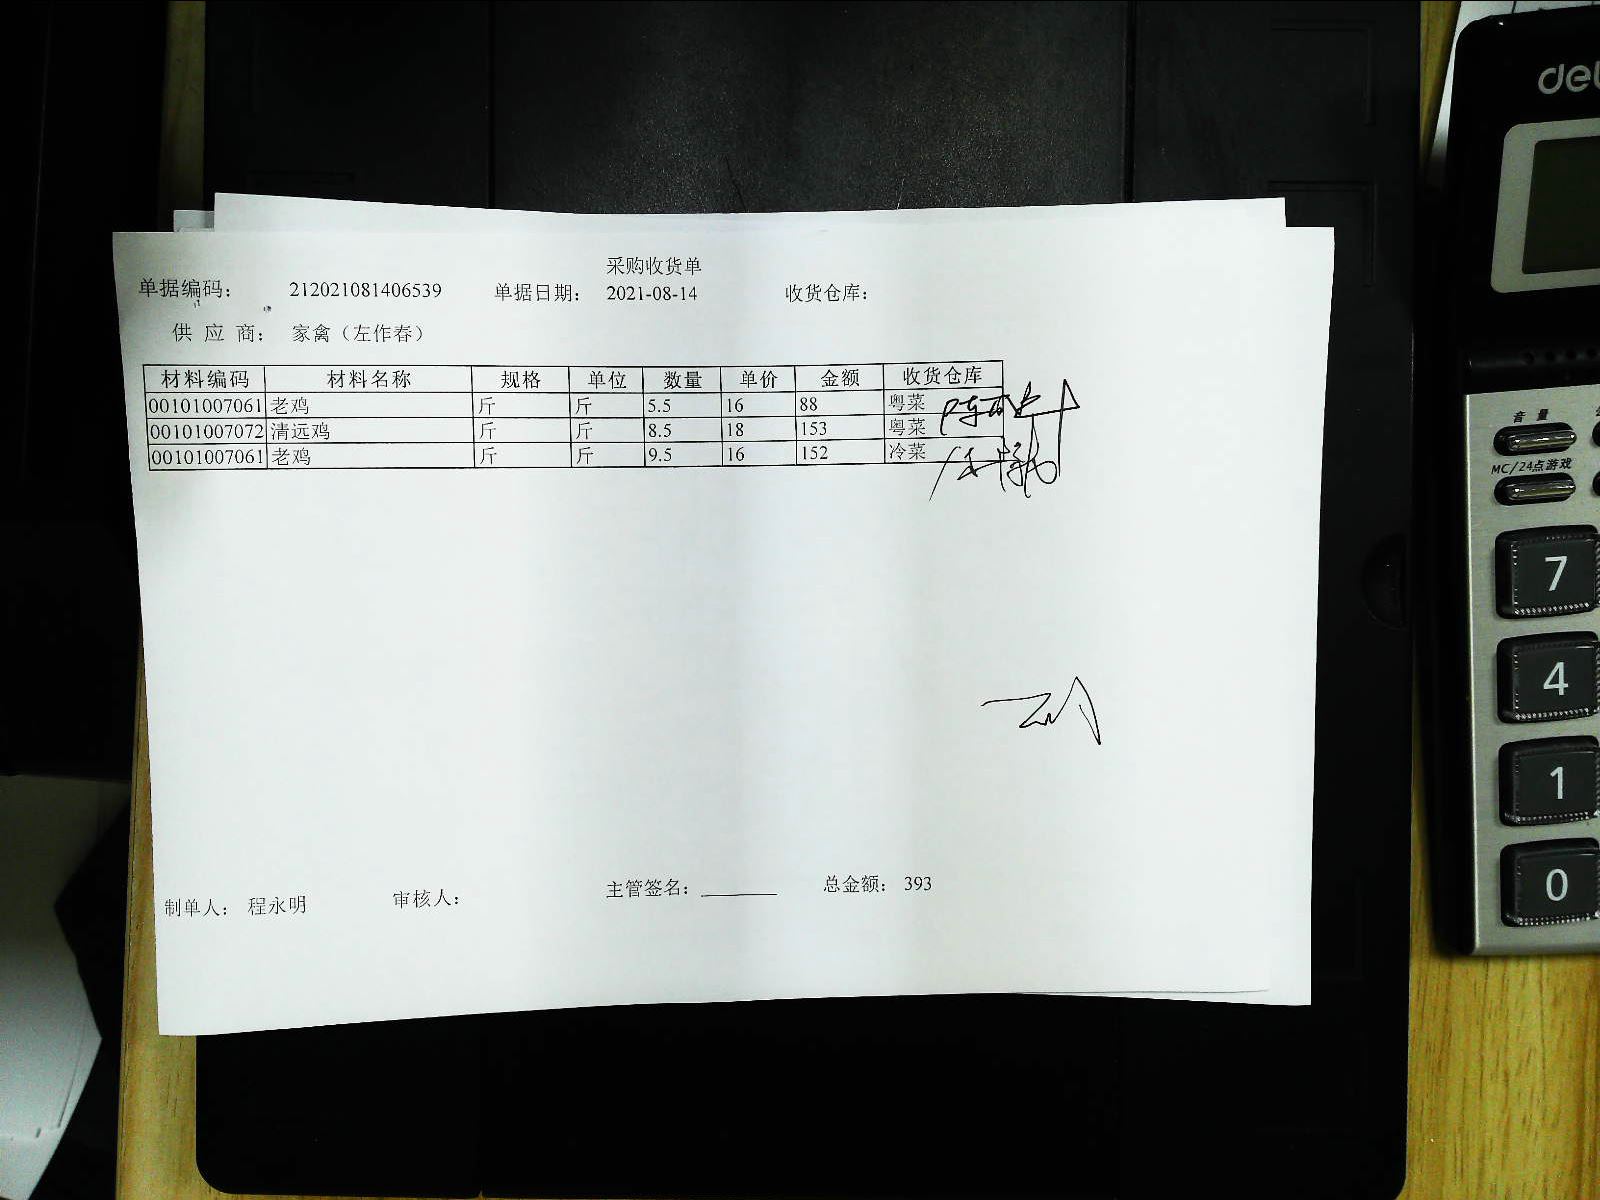 采购收货单
单据编码： 212021081406539 单据日期： 2021-08-14 收货仓库：
供 应 商： 家禽（左作春）
材料编码 材料名称 规格 单位 数量 单价 金额 收货仓库
00101007061 老鸡 斤 斤 5.5 16 88 粤菜
00101007072 清远鸡 斤 斤 8.5 18 153 粤菜
00101007061 老鸡 斤 斤 9.5 16 152 冷菜
制单人： 程永明 审核人： 主管签名： 总金额： 393
音量
MC/24点游戏
7
4
1
0